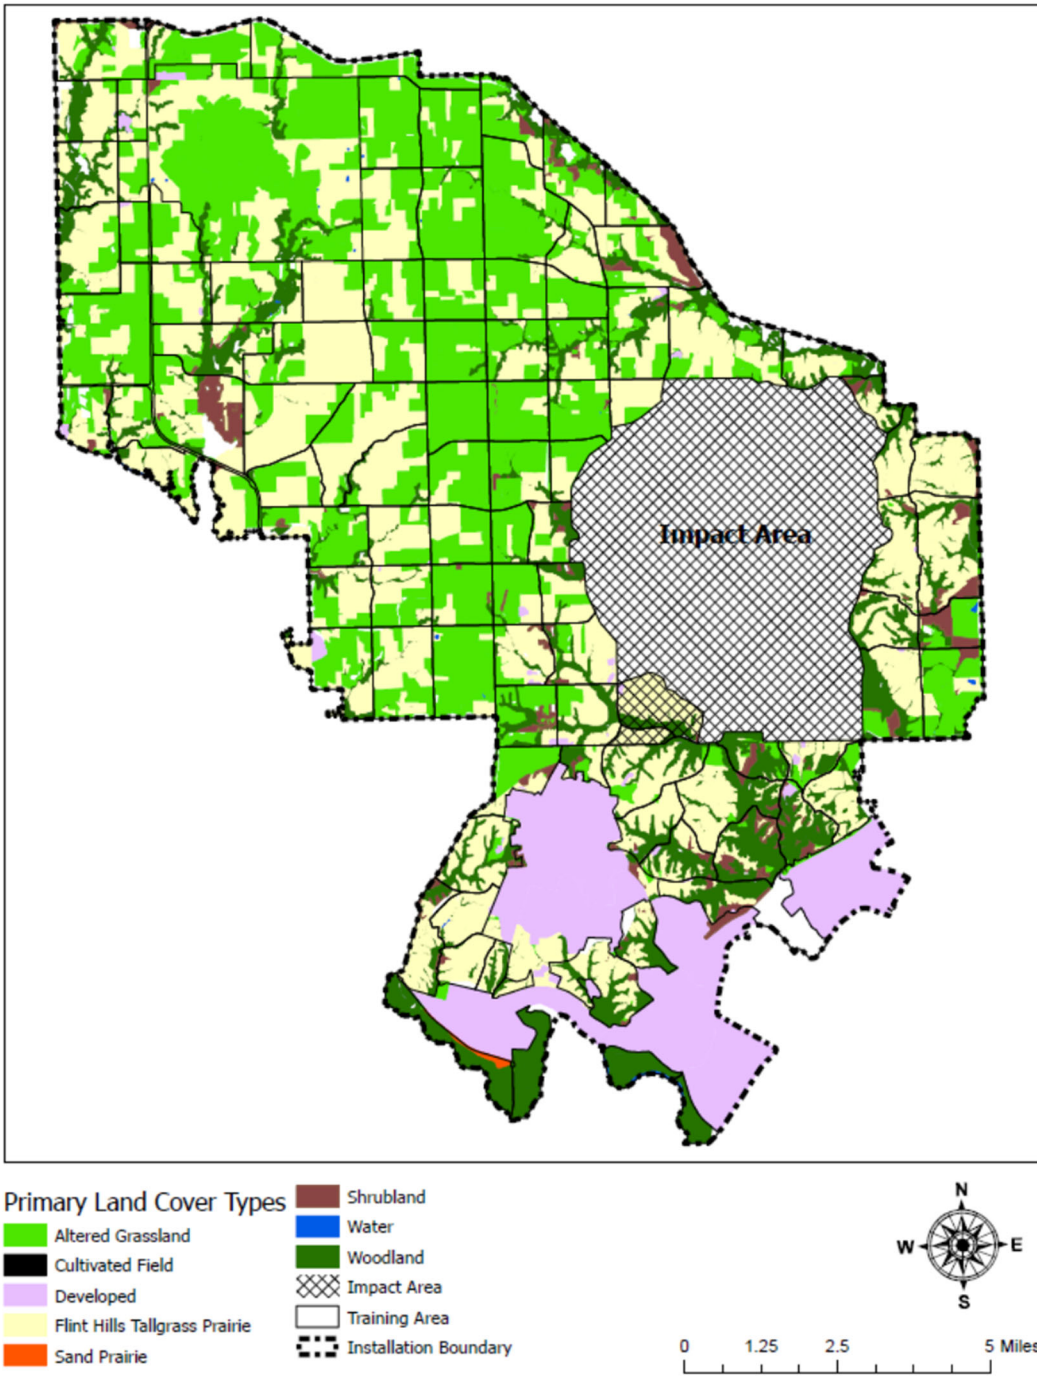 Impact Area
Primary Land Cover Types
Altered Grassland
Cultivated Field
Developed
Flint Hills Tallgrass Prairie
Sand Prairie
Shrubland
Water
Woodland
Impact Area
Training Area
Installation Boundary
N
W E
S
0 1.25 2.5 5 Miles